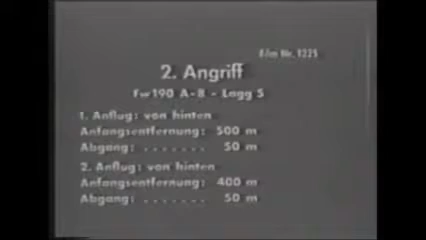 Film Nr. 1225
2. Angriff
Fw190 A-8 - Lagg 5
1. Anflug: von hinten
Anfangsentfernung: 500 m
Abgang: . . . . . . . 50 m
2. Anflug: von hinten
Anfangsentfernung: 400 m
Abgang: . . . . . . . 50 m